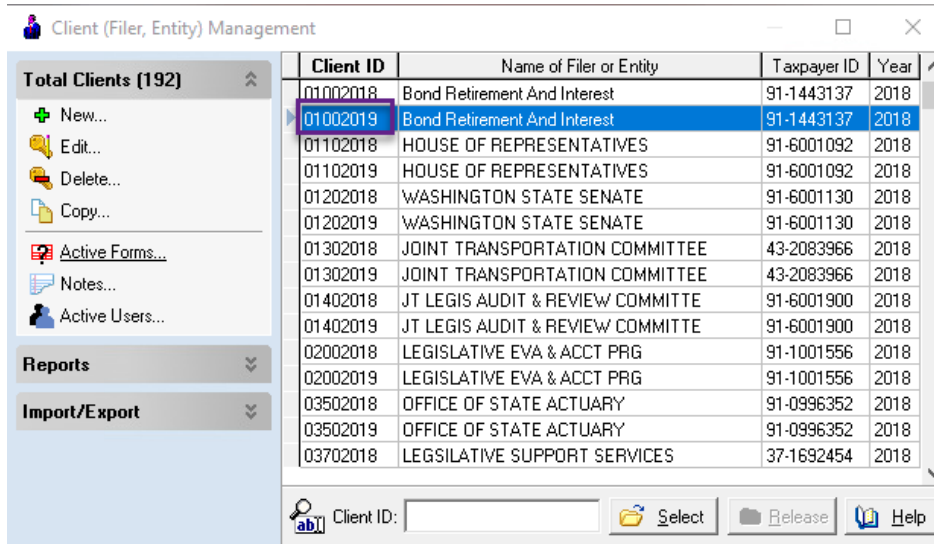 Client (Filer, Entity) Management
Total Clients (192)
New...
Edit...
Delete...
Copy...
Active Forms...
Notes...
Active Users...
Reports
Import/Export
Client ID Name of Filer or Entity Taxpayer ID Year
01002018 Bond Retirement And Interest 91-1443137 2018
01002019 Bond Retirement And Interest 91-1443137 2018
01102018 HOUSE OF REPRESENTATIVES 91-6001092 2018
01102019 HOUSE OF REPRESENTATIVES 91-6001092 2018
01202018 WASHINGTON STATE SENATE 91-6001130 2018
01202019 WASHINGTON STATE SENATE 91-6001130 2018
01302018 JOINT TRANSPORTATION COMMITTEE 43-2083966 2018
01302019 JOINT TRANSPORTATION COMMITTEE 43-2083966 2018
01402018 JT LEGIS AUDIT & REVIEW COMMITTE 91-6001900 2018
01402019 JT LEGIS AUDIT & REVIEW COMMITTE 91-6001900 2018
02002018 LEGISLATIVE EVA & ACCT PRG 91-1001556 2018
02002019 LEGISLATIVE EVA & ACCT PRG 91-1001556 2018
03502018 OFFICE OF STATE ACTUARY 91-0996352 2018
03502019 OFFICE OF STATE ACTUARY 91-0996352 2018
03702018 LEGSILATIVE SUPPORT SERVICES 37-1692454 2018
ab Client ID: Select Release Help